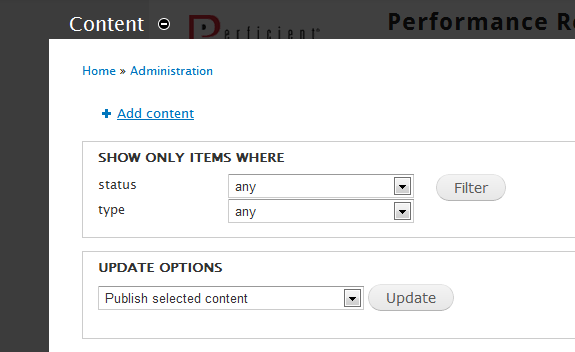 Content
Perficient
Performance R
Home » Administration
Add content
SHOW ONLY ITEMS WHERE
status any Filter
type any
UPDATE OPTIONS
Publish selected content Update